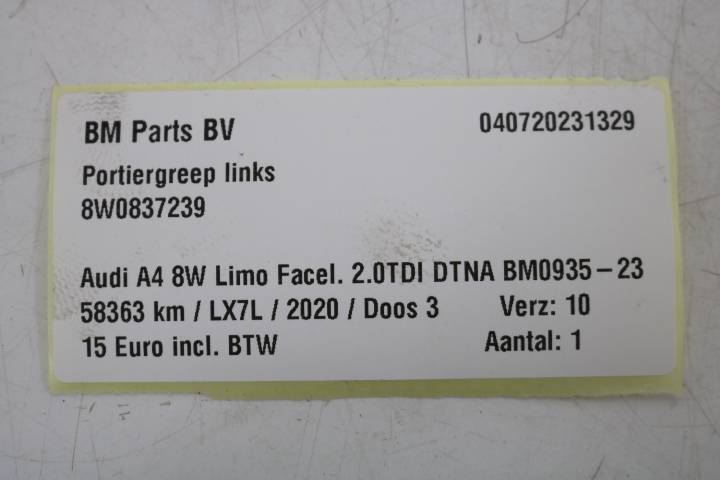 BM Parts BV 040720231329
Portiergreep links
8W0837239
Audi A4 8W Limo Facel. 2.0TDI DTNA BM0935-23
58363 km / LX7L / 2020 / Doos 3 Verz: 10
15 Euro incl. BTW Aantal: 1